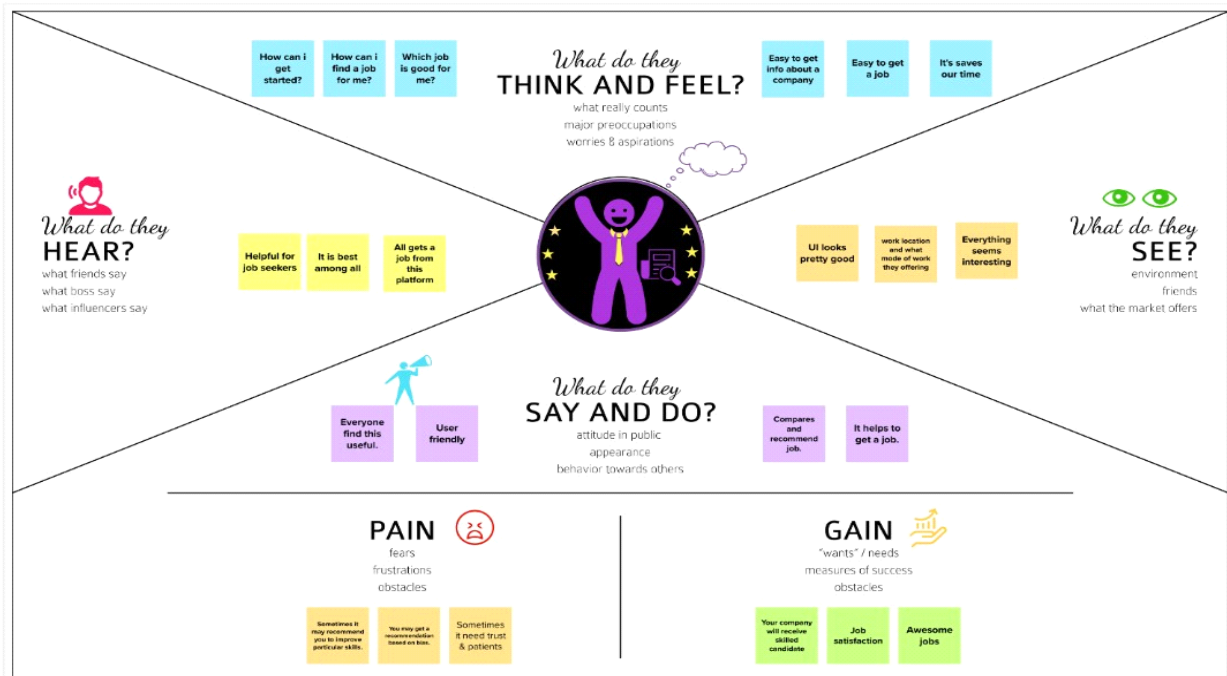 How can i
get
started?
How can i
find a job
for me?
Which job
is good for
me?
What do they
THINK AND FEEL?
what really counts
major preoccupations
worries & aspirations
Easy to get
info about a
company
Easy to get
a job
It's saves
our time
What do they
HEAR?
what friends say
what boss say
what influencers say
Helpful for
job seekers
It is best
among all
All gets a
job from
this
platform
UI looks
pretty good
work location
and what
mode of work
they offering
Everything
seems
interesting
What do they
SEE?
environment
friends
what the market offers
Everyone
find this
useful.
User
friendly
What do they
SAY AND DO?
attitude in public
appearance
behavior towards others
Compares
and
recommend
job.
It helps to
get a job.
PAIN
fears
frustrations
obstacles
Sometimes it
may recommend
you to improve
particular skills.
You may get a
recommendation
based on bias.
Sometimes
it need trust
& patients
GAIN
"wants" / needs
measures of success
obstacles
Your company
will receive
skilled
candidate
Job
satisfaction
Awesome
jobs